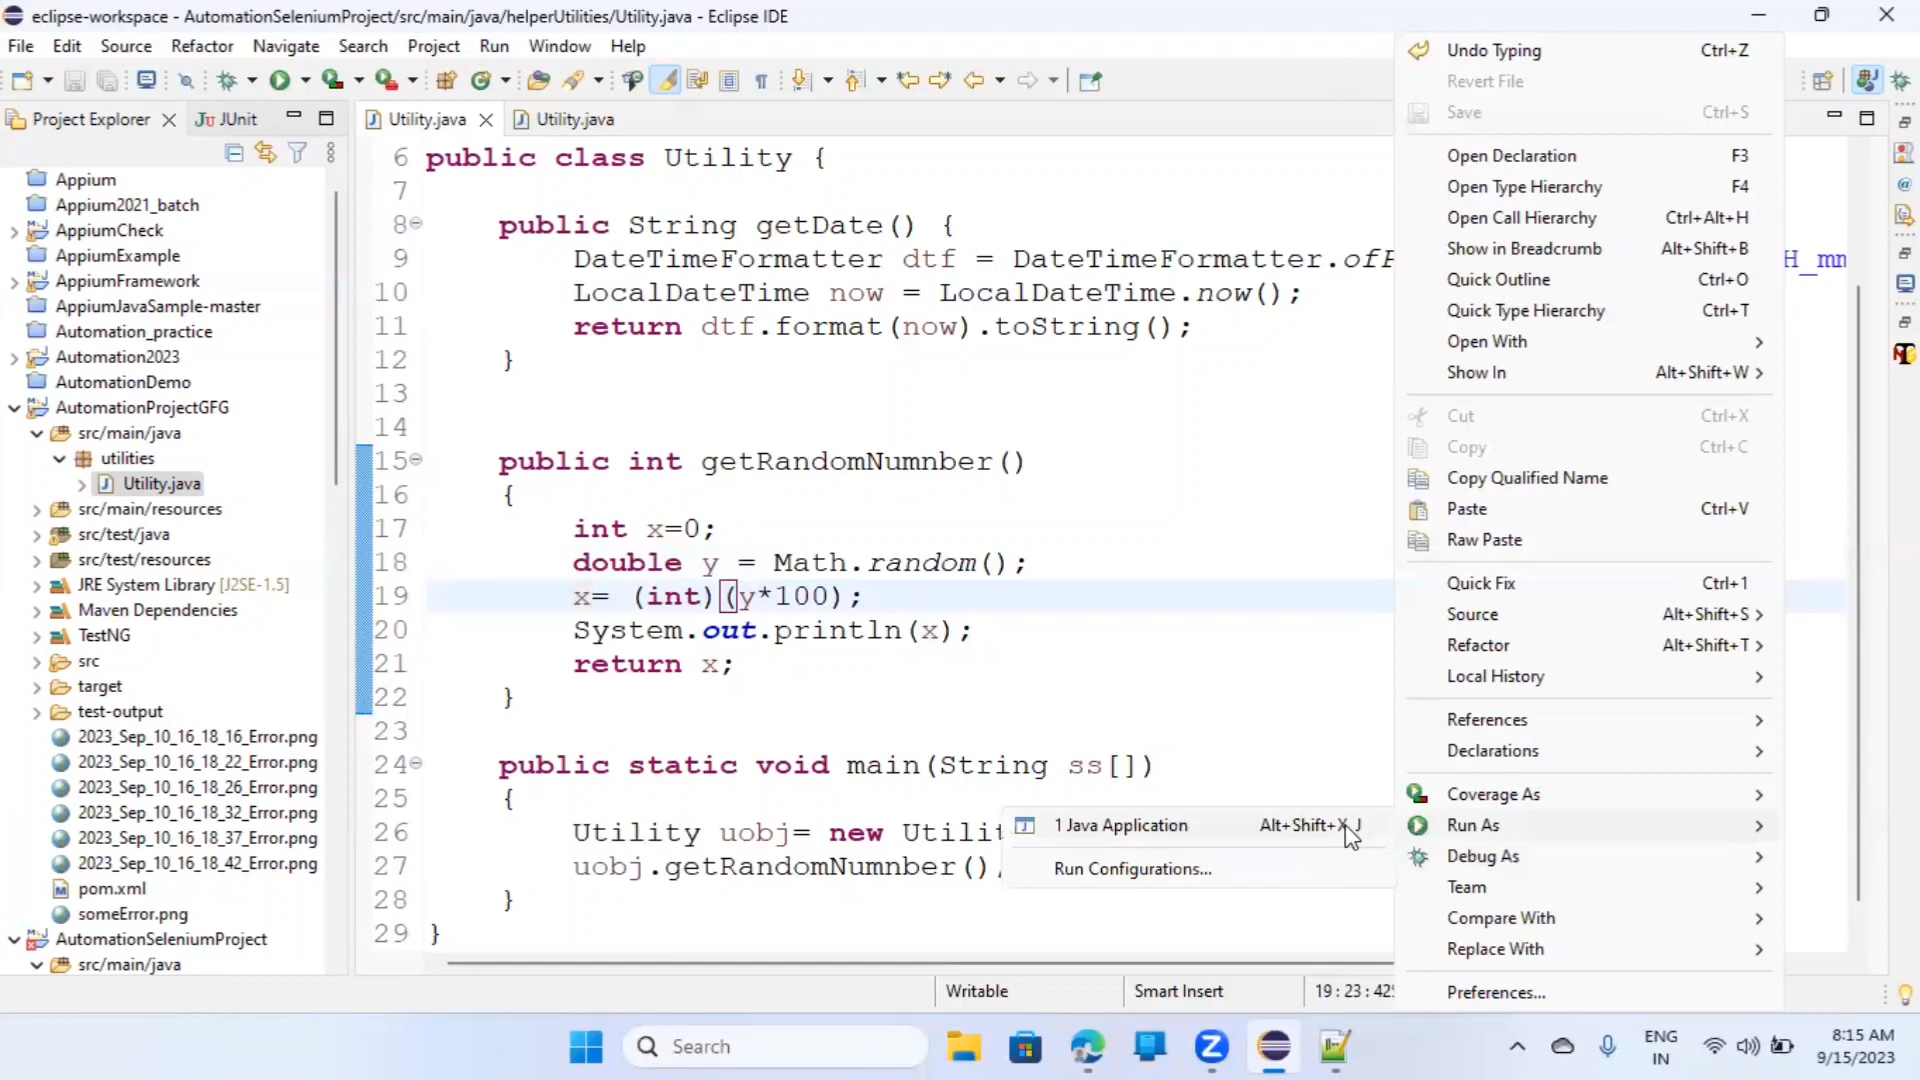 eclipse-workspace - AutomationSeleniumProject/src/main/java/helperUtilities/Utility.java - Eclipse IDE
File Edit Source Refactor Navigate Search Project Run Window Help
Project Explorer
JUnit
Appium
Appium2021_batch
AppiumCheck
AppiumExample
AppiumFramework
AppiumJavaSample-master
Automation_practice
Automation2023
AutomationDemo
AutomationProjectGFG
src/main/java
utilities
Utility.java
src/main/resources
src/test/java
src/test/resources
JRE System Library [J2SE-1.5]
Maven Dependencies
TestNG
src
target
test-output
2023_Sep_10_16_18_16_Error.png
2023_Sep_10_16_18_22_Error.png
2023_Sep_10_16_18_26_Error.png
2023_Sep_10_16_18_32_Error.png
2023_Sep_10_16_18_37_Error.png
2023_Sep_10_16_18_42_Error.png
pom.xml
someError.png
AutomationSeleniumProject
src/main/java
Utility.java Utility.java
6 public class Utility {
7
8 public String getDate() {
9 DateTimeFormatter dtf = DateTimeFormatter.ofP H_mm
10 LocalDateTime now = LocalDateTime.now();
11 return dtf.format(now).toString();
12 }
13
14
15 public int getRandomNumnber()
16 {
17 int x=0;
18 double y = Math.random();
19 x= (int)(y*100);
20 System.out.println(x);
21 return x;
22 }
23
24 public static void main(String ss[])
25 {
26 Utility uobj= new Utilit
27 uobj.getRandomNumnber()
28 }
29 }
1 Java Application Alt+Shift+X, J
Run Configurations...
Undo Typing Ctrl+Z
Revert File
Save Ctrl+S
Open Declaration F3
Open Type Hierarchy F4
Open Call Hierarchy Ctrl+Alt+H
Show in Breadcrumb Alt+Shift+B
Quick Outline Ctrl+O
Quick Type Hierarchy Ctrl+T
Open With
Show In Alt+Shift+W
Cut Ctrl+X
Copy Ctrl+C
Copy Qualified Name
Paste Ctrl+V
Raw Paste
Quick Fix Ctrl+1
Source Alt+Shift+S
Refactor Alt+Shift+T
Local History
References
Declarations
Coverage As
Run As
Debug As
Team
Compare With
Replace With
Preferences...
Writable Smart Insert 19 : 23 : 425
Search
ENG
IN
8:15 AM
9/15/2023